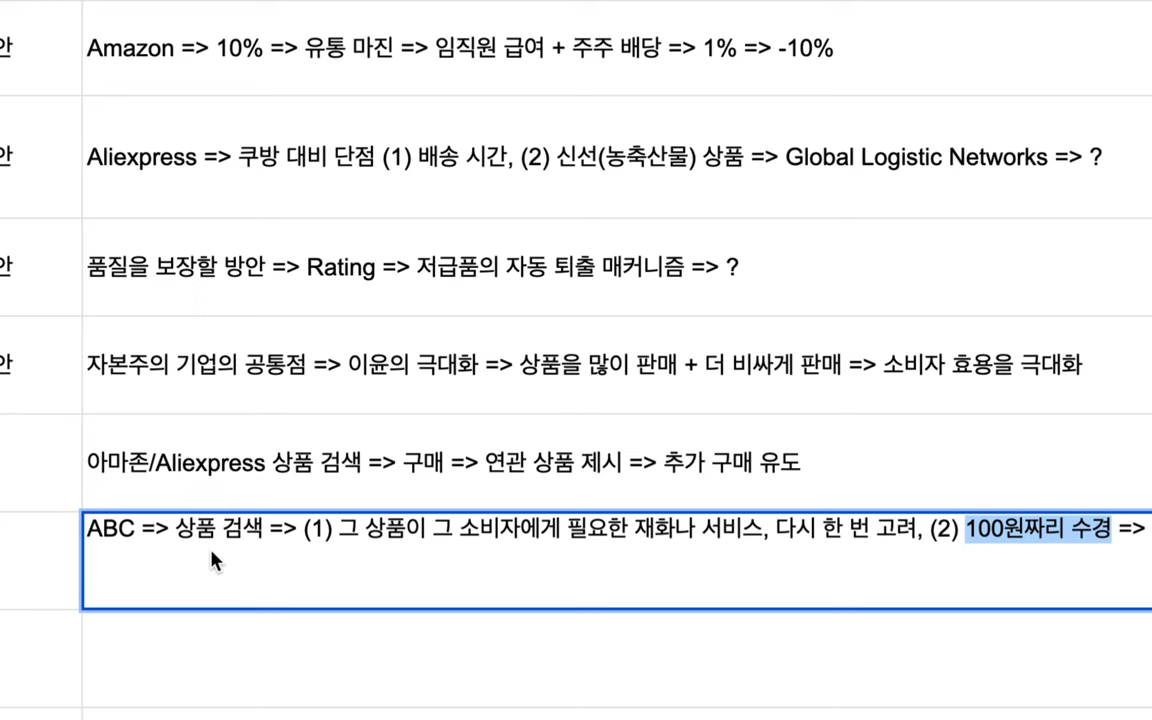 안
Amazon => 10% => 유통 마진 => 임직원 급여 + 주주 배당 => 1% => -10%
안
Aliexpress => 쿠방 대비 단점 (1) 배송 시간, (2) 신선(농축산물) 상품 => Global Logistic Networks => ?
안
품질을 보장할 방안 => Rating => 저급품의 자동 퇴출 매커니즘 => ?
안
자본주의 기업의 공통점 => 이윤의 극대화 => 상품을 많이 판매 + 더 비싸게 판매 => 소비자 효용을 극대화
아마존/Aliexpress 상품 검색 => 구매 => 연관 상품 제시 => 추가 구매 유도
ABC => 상품 검색 => (1) 그 상품이 그 소비자에게 필요한 재화나 서비스, 다시 한 번 고려, (2) 100원짜리 수경 =>